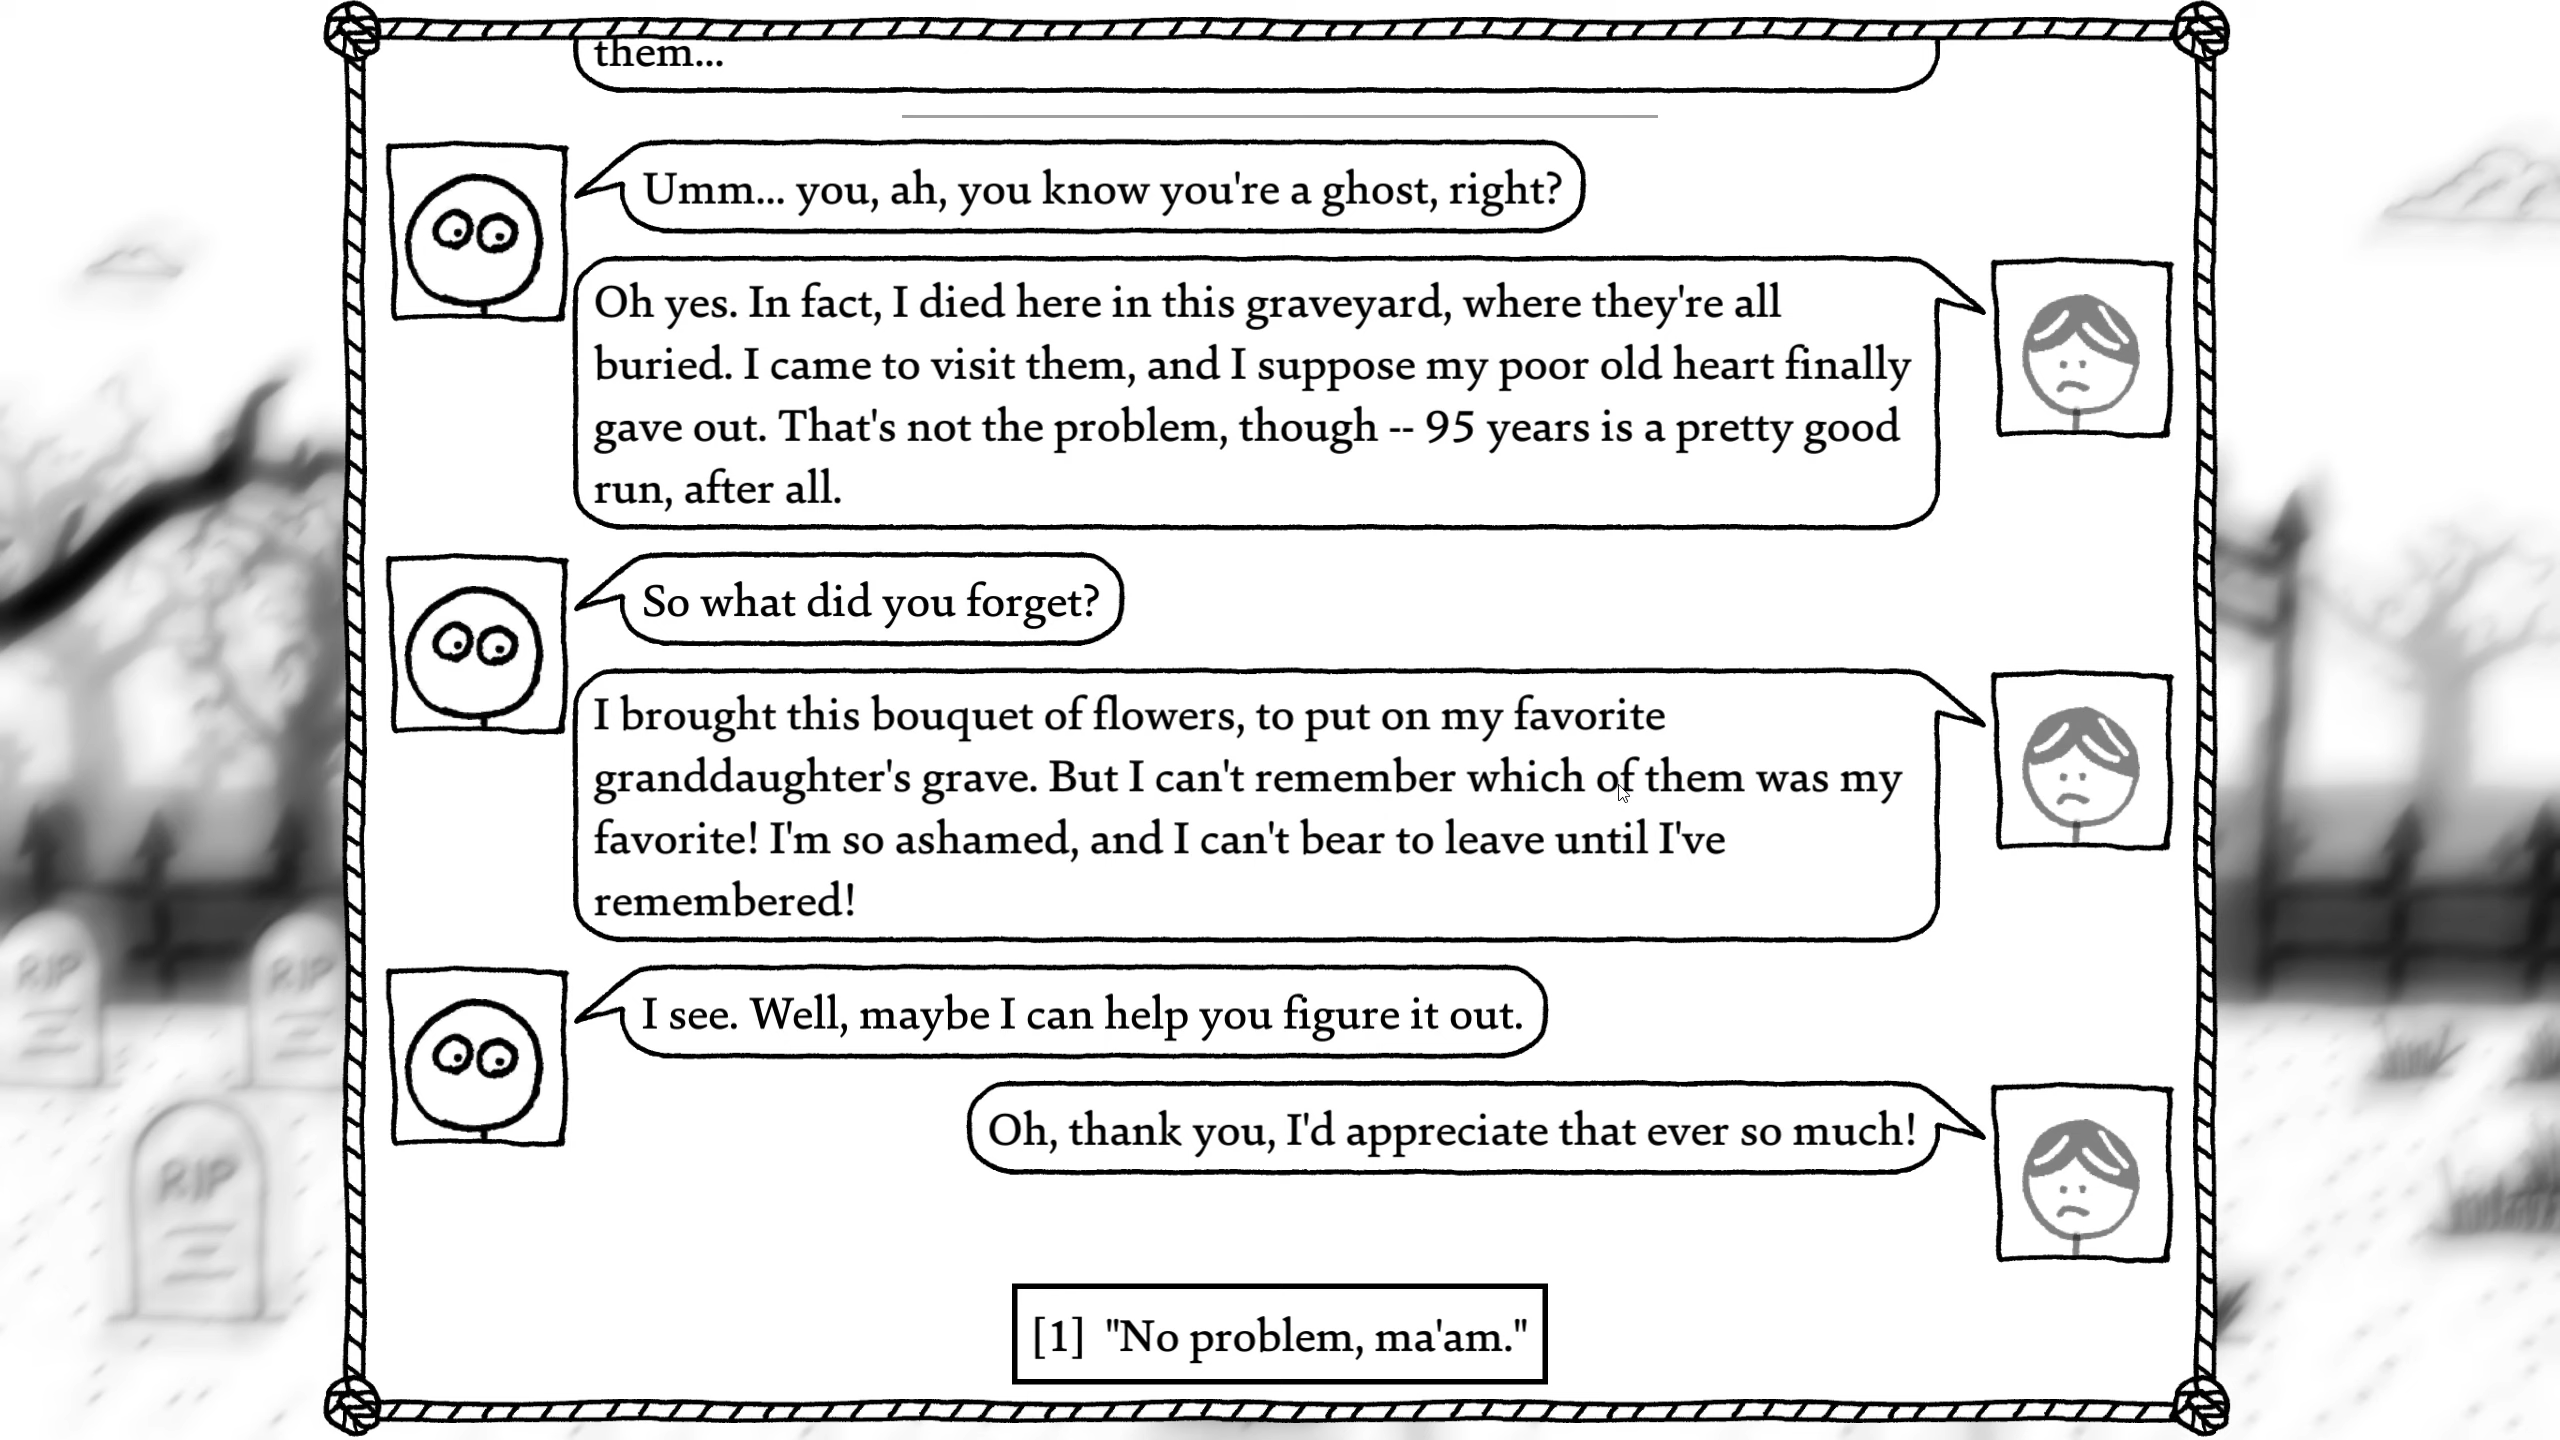 them...
Umm... you, ah, you know you're a ghost, right?
Oh yes. In fact, I died here in this graveyard, where they're all
buried. I came to visit them, and I suppose my poor old heart finally
gave out. That's not the problem, though -- 95 years is a pretty good
run, after all.
So what did you forget?
I brought this bouquet of flowers, to put on my favorite
granddaughter's grave. But I can't remember which of them was my
favorite! I'm so ashamed, and I can't bear to leave until I've
remembered!
I see. Well, maybe I can help you figure it out.
Oh, thank you, I'd appreciate that ever so much!
RIP
RIP
RIP
[1] "No problem, ma'am."